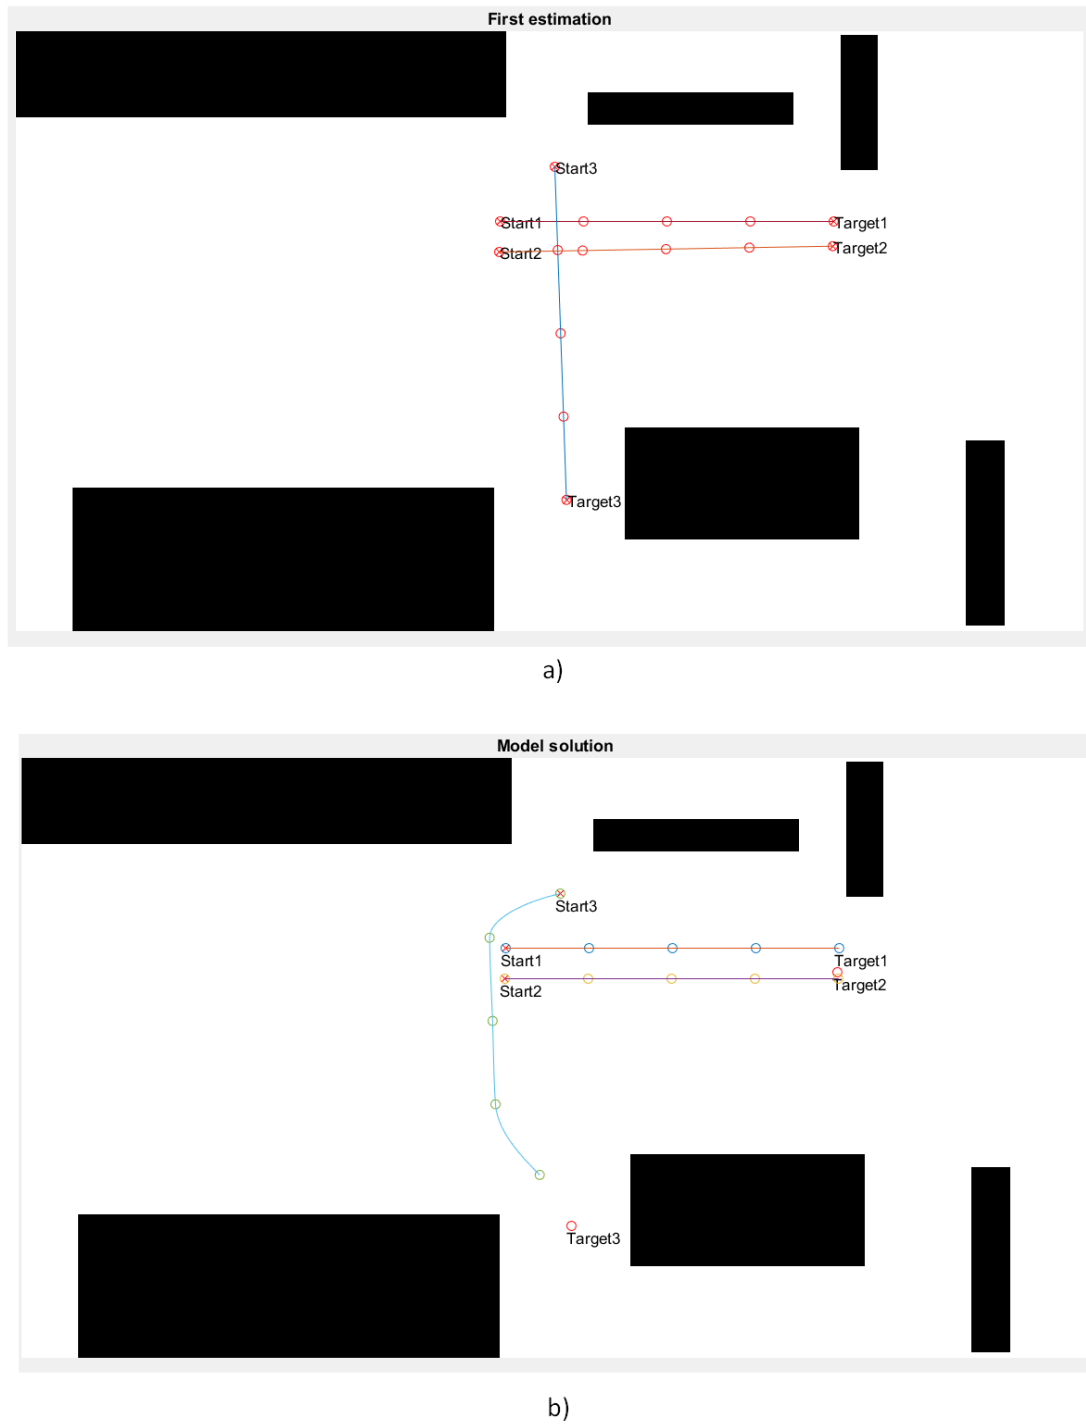 First estimation
Start3
Start1
Target1
Start2
Target2
Target3
a)
Model solution
Start3
Start1
Target1
Start2
Target2
Target3
b)